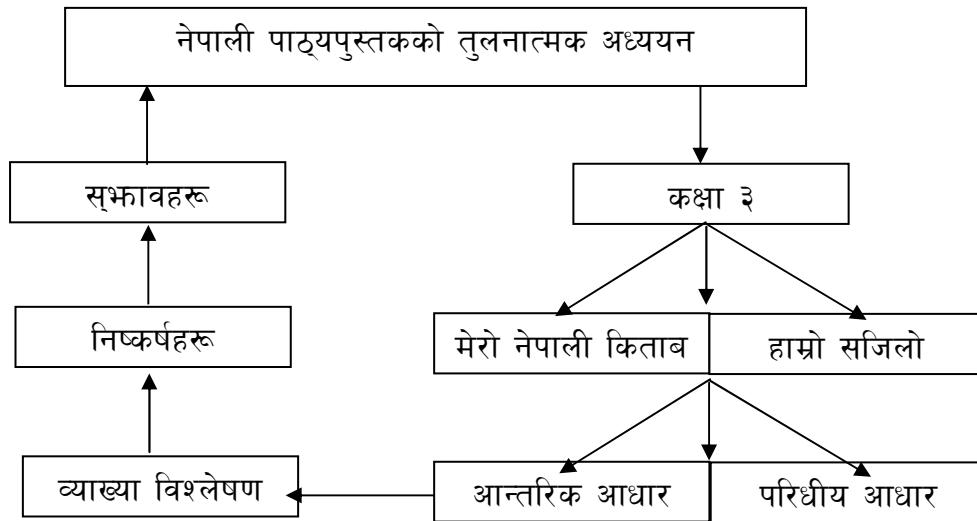 नेपाली पाठ्यपुस्तकको तुलनात्मक अध्ययन
सुझावहरू
कक्षा ३
निष्कर्षहरू
मेरो नेपाली किताब
हाम्रो सजिलो
व्याख्या विश्लेषण
आन्तरिक आधार
परिधीय आधार